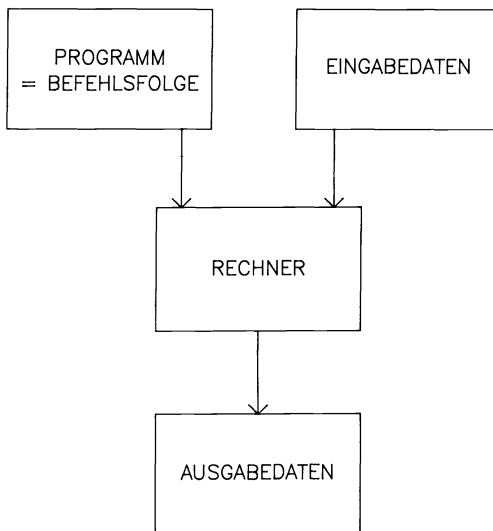 PROGRAMM
= BEFEHLSFOLGE
EINGABEDATEN
RECHNER
AUSGABEDATEN